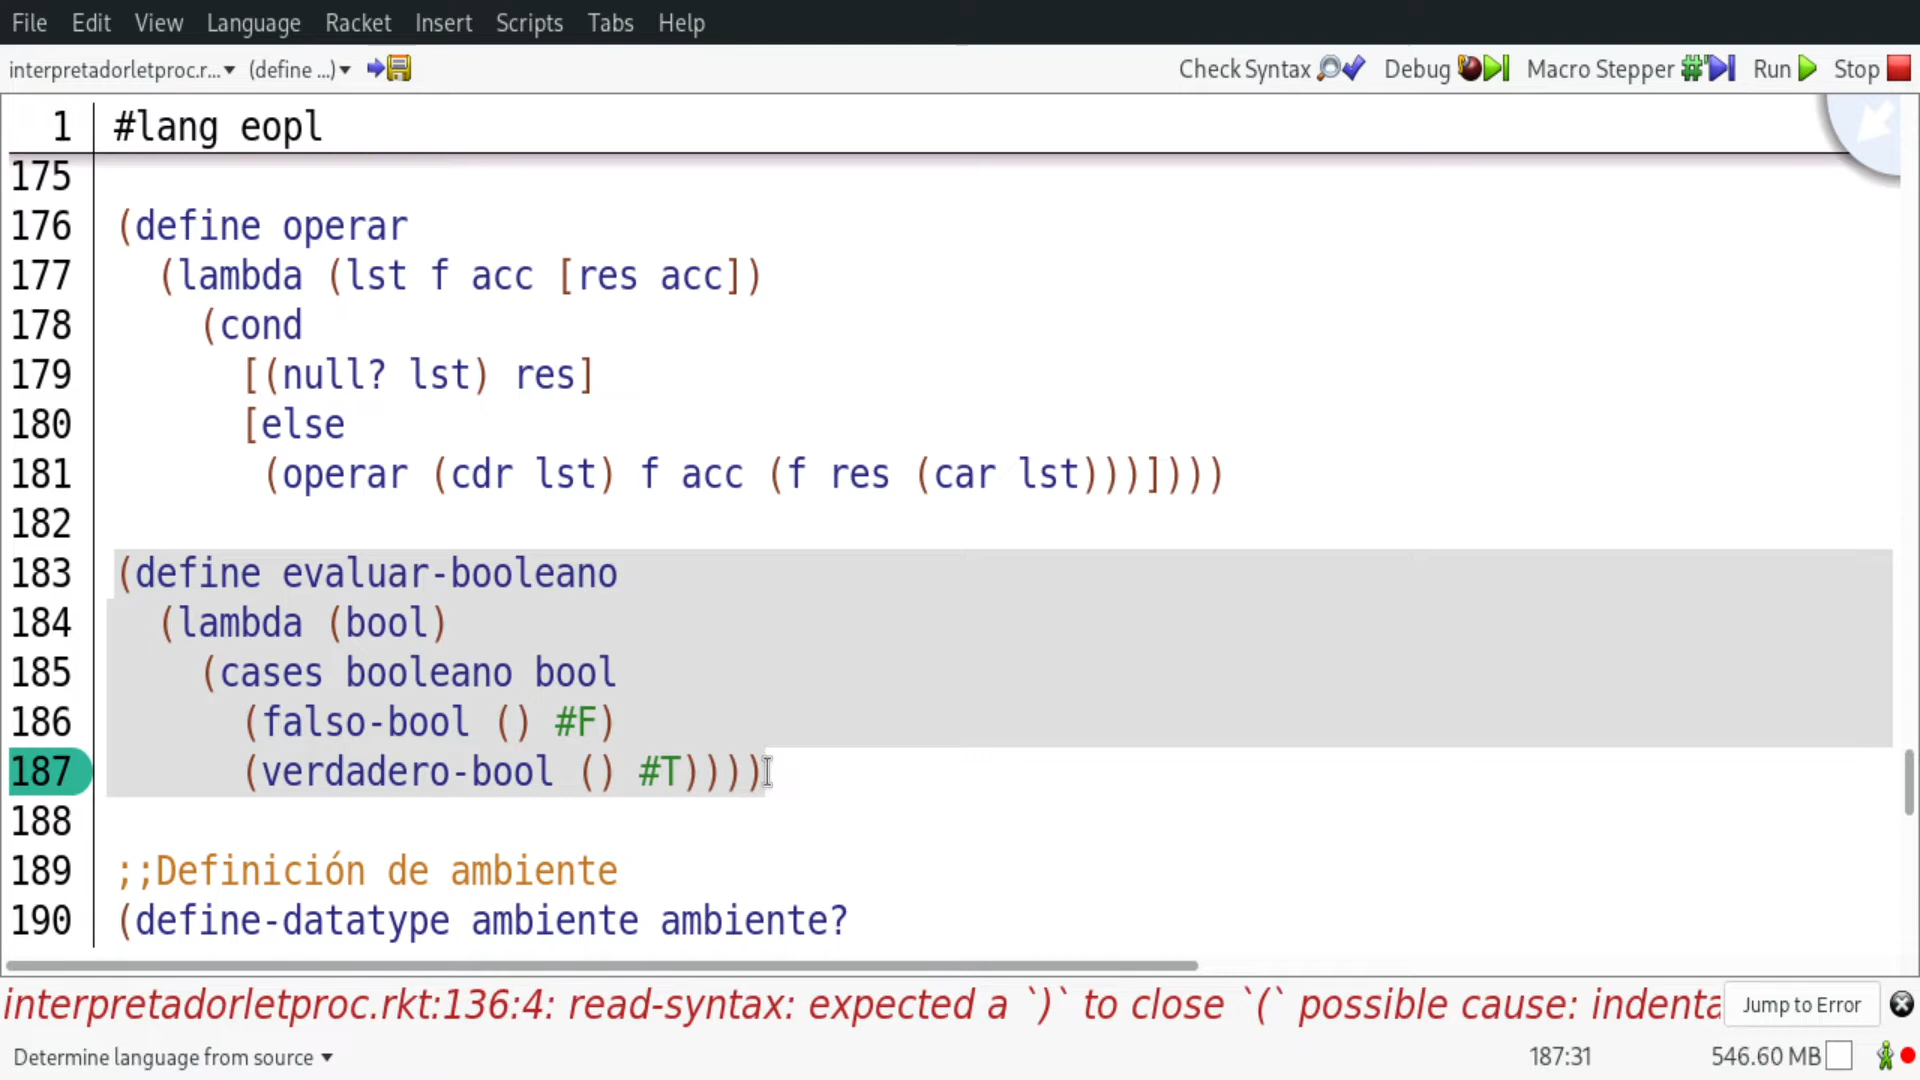 File Edit View Language Racket Insert Scripts Tabs Help
interpretadorletproc.r...▾ (define ...)▾ Check Syntax Debug Macro Stepper Run Stop
1 #lang eopl
175
176 (define operar
177 (lambda (lst f acc [res acc])
178 (cond
179 [(null? lst) res]
180 [else
181 (operar (cdr lst) f acc (f res (car lst)))])))
182
183 (define evaluar-booleano
184 (lambda (bool)
185 (cases booleano bool
186 (falso-bool () #F)
187 (verdadero-bool () #T))))
188
189 ;;Definición de ambiente
190 (define-datatype ambiente ambiente?
interpretadorletproc.rkt:136:4: read-syntax: expected a `)` to close `(` possible cause: indenta Jump to Error
Determine language from source ▾ 187:31 546.60 MB